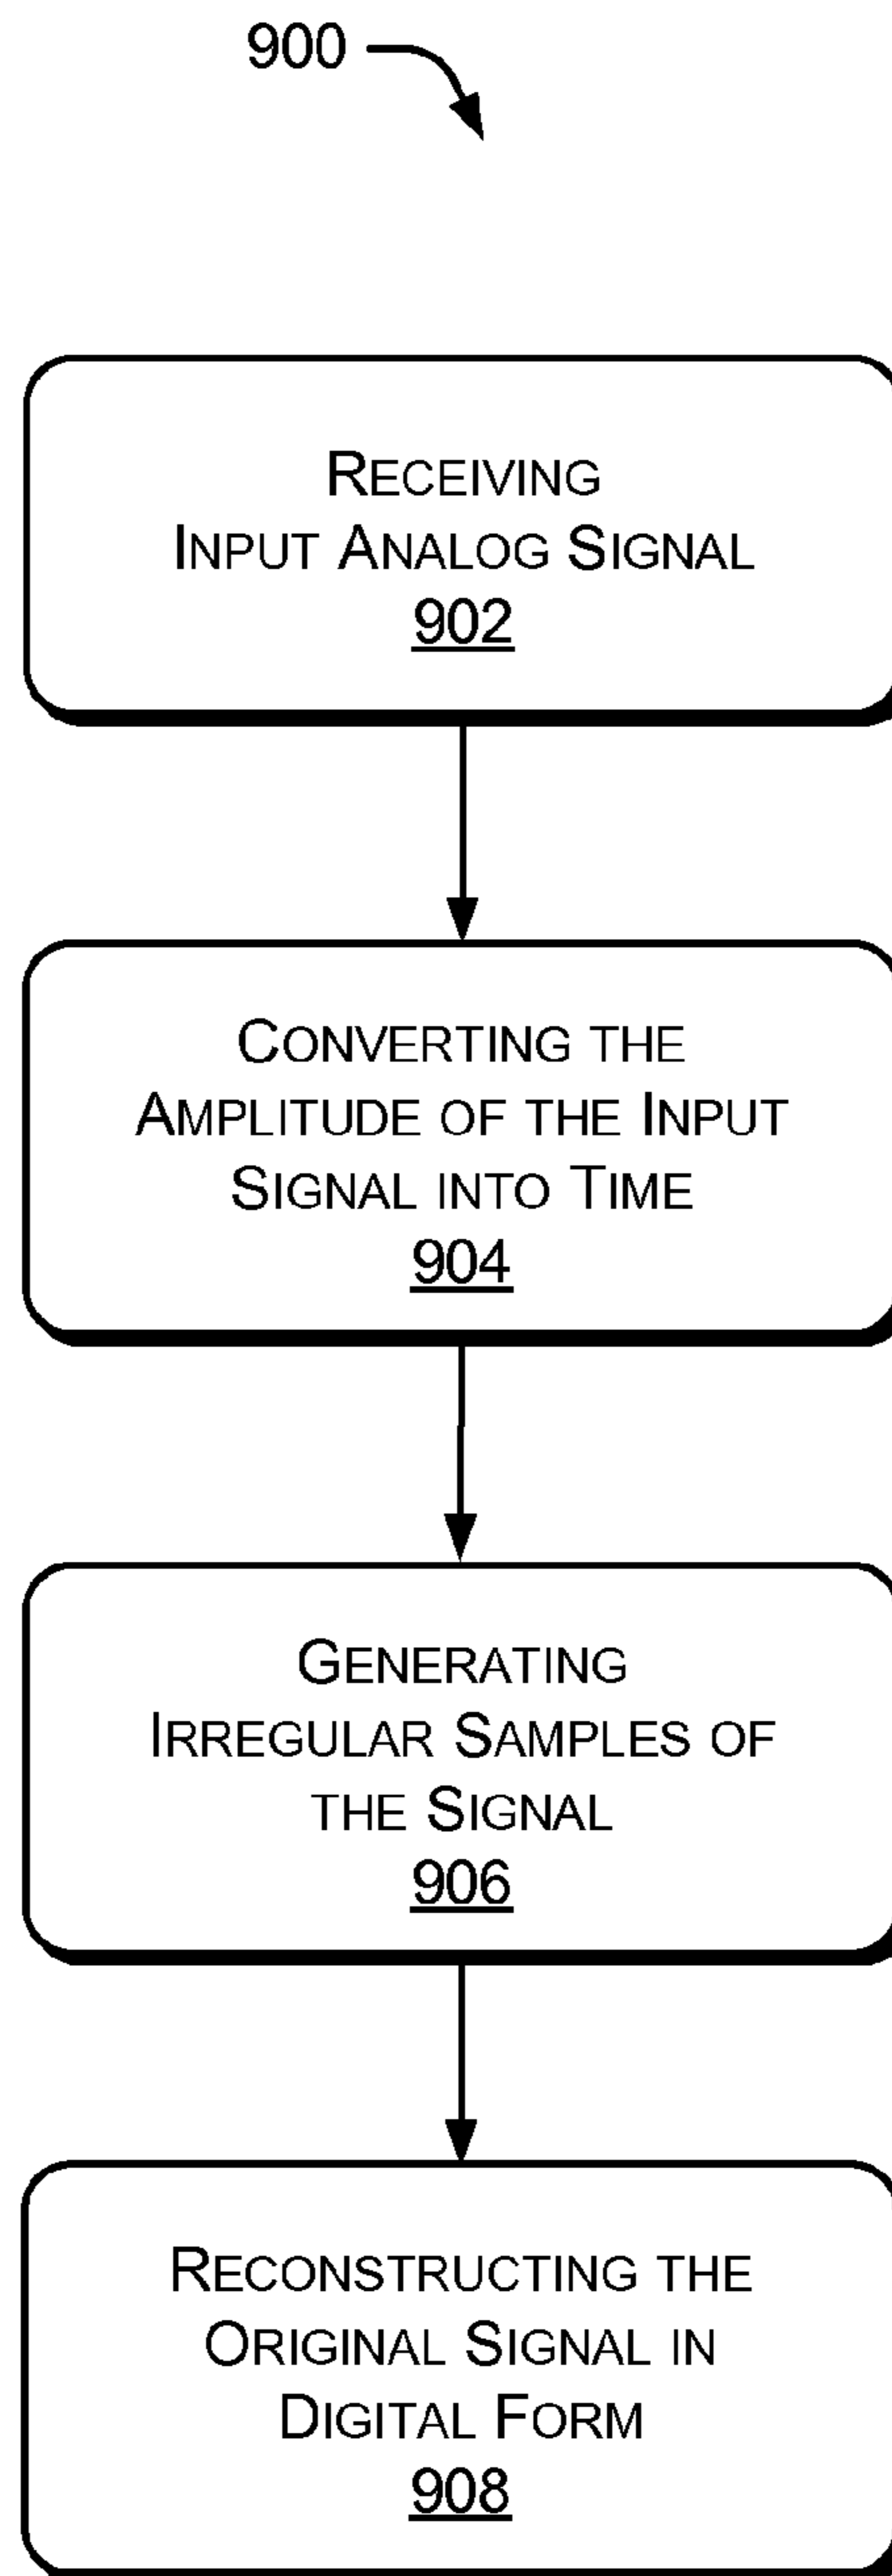 900
RECEIVING
INPUT ANALOG SIGNAL
902
CONVERTING THE
AMPLITUDE OF THE INPUT
SIGNAL INTO TIME
904
GENERATING
IRREGULAR SAMPLES OF
THE SIGNAL
906
RECONSTRUCTING THE
ORIGINAL SIGNAL IN
DIGITAL FORM
908